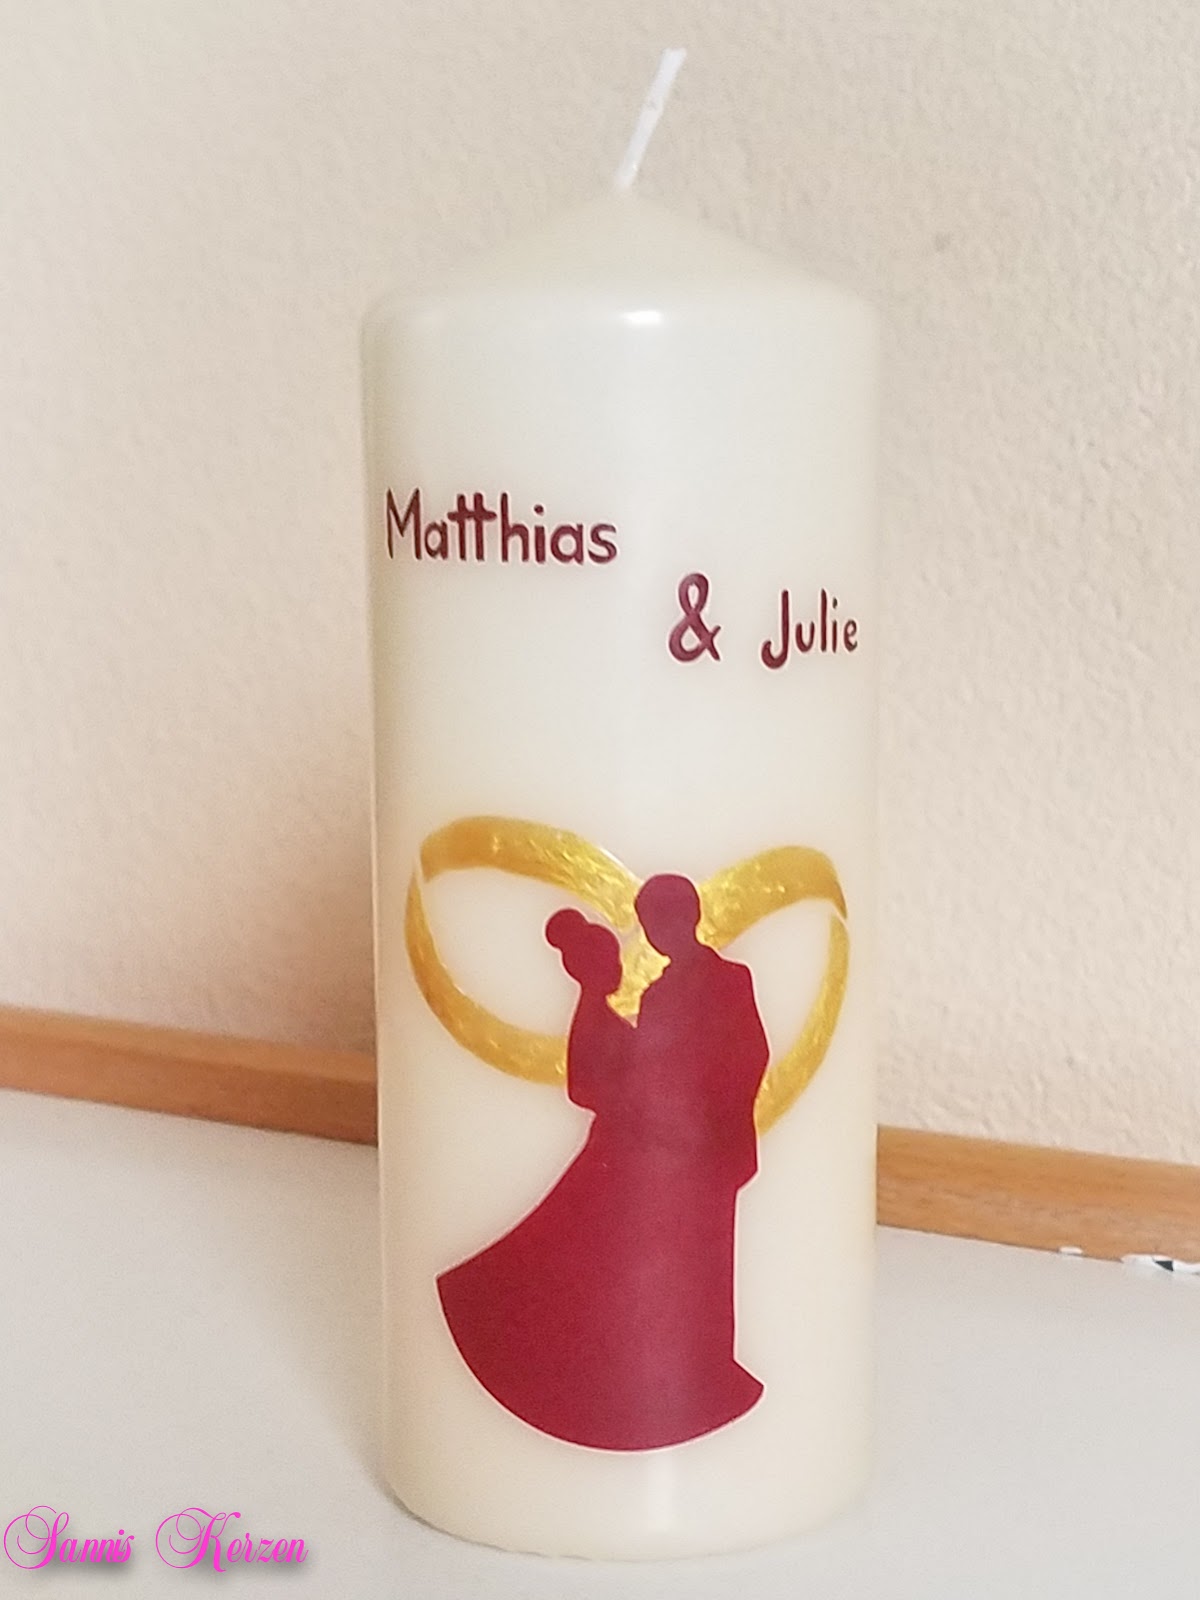 Matthias
& Julie
Sannis Kerzen